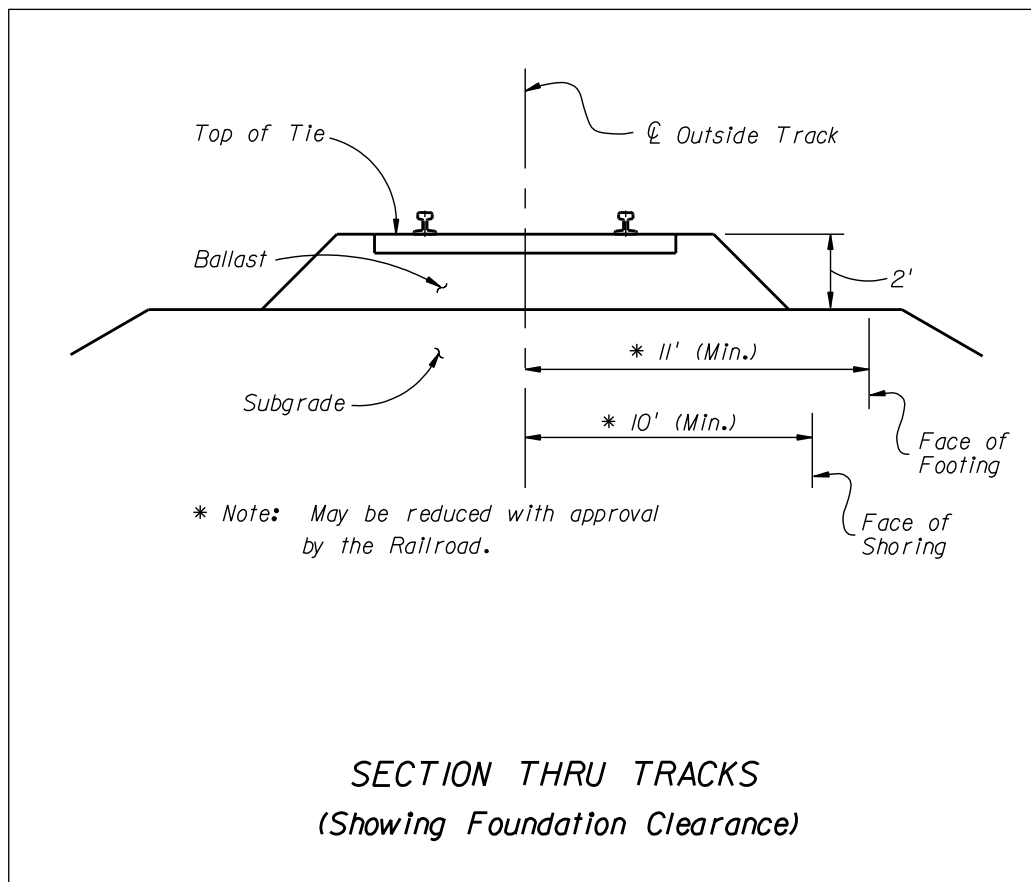 Top of Tie
℄ Outside Track
Ballast
2'
* 11' (Min.)
Subgrade
* 10' (Min.)
Face of
Footing
* Note: May be reduced with approval
by the Railroad.
Face of
Shoring
SECTION THRU TRACKS
(Showing Foundation Clearance)